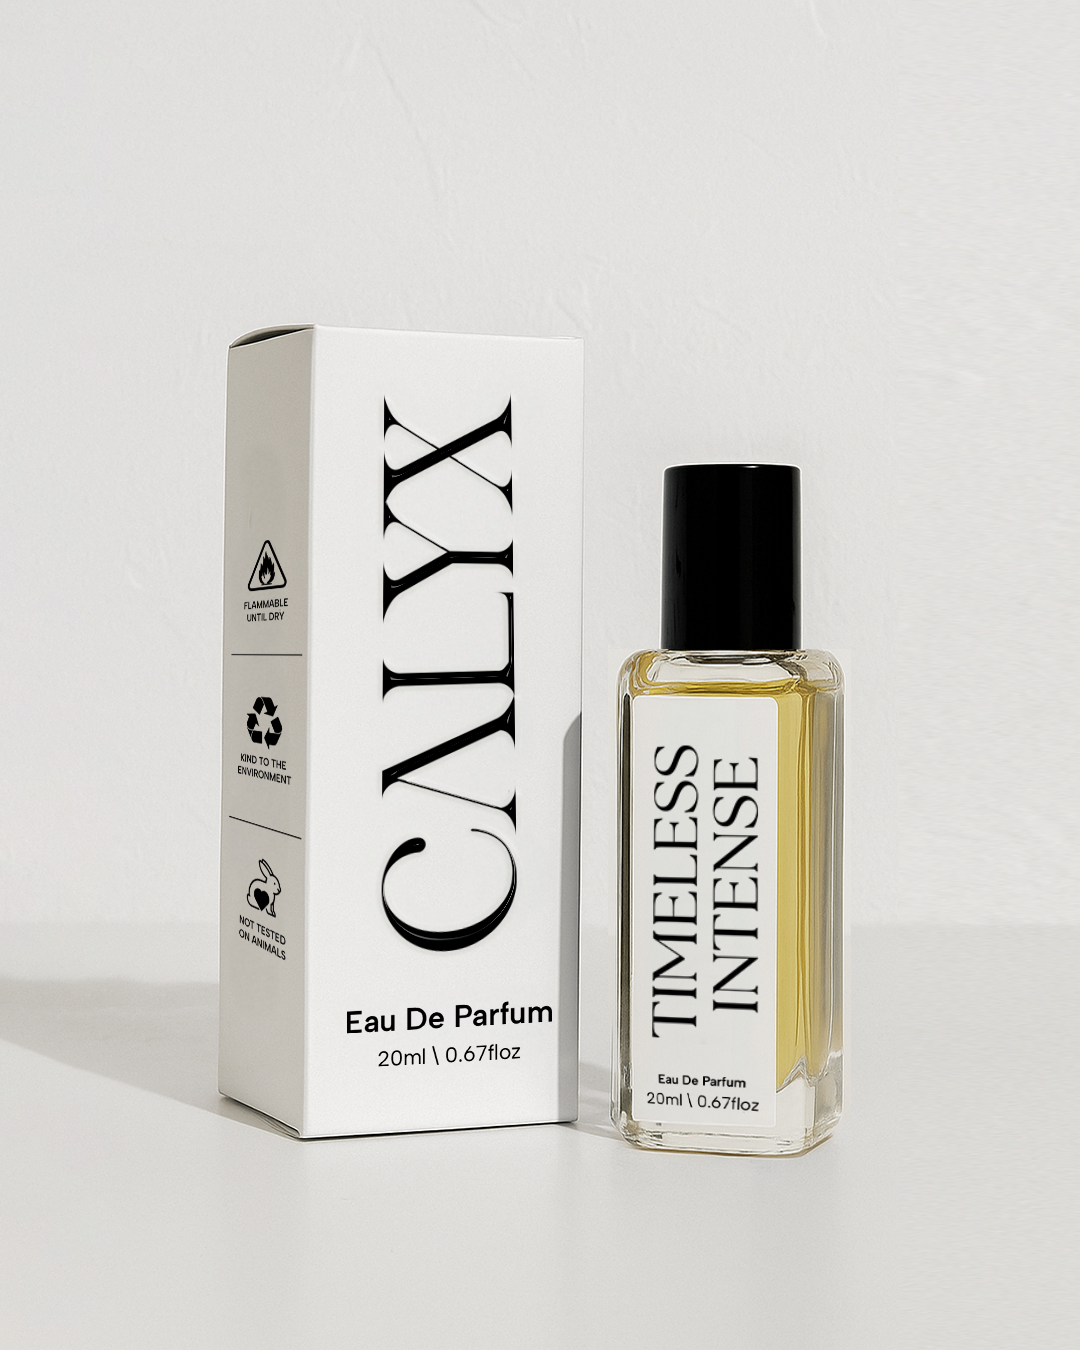 FLAMMABLE
UNTIL DRY
KIND TO THE
ENVIRONMENT
NOT TESTED
ON ANIMALS
CALYX
Eau De Parfum
20ml \ 0.67floz
TIMELESS
INTENSE
Eau De Parfum
20ml \ 0.67floz